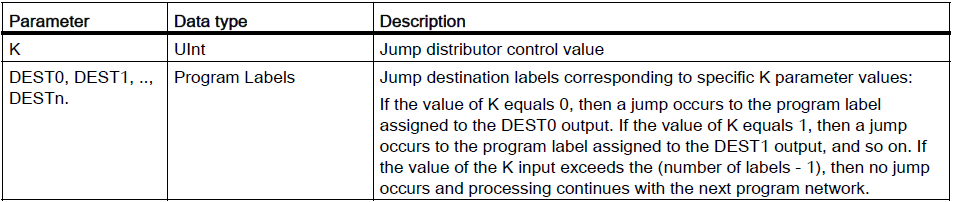 Parameter Data type Description
K UInt Jump distributor control value
DEST0, DEST1, .., Program Labels Jump destination labels corresponding to specific K parameter values:
DESTn.
If the value of K equals 0, then a jump occurs to the program label
assigned to the DEST0 output. If the value of K equals 1, then a jump
occurs to the program label assigned to the DEST1 output, and so on. If
the value of the K input exceeds the (number of labels - 1), then no jump
occurs and processing continues with the next program network.